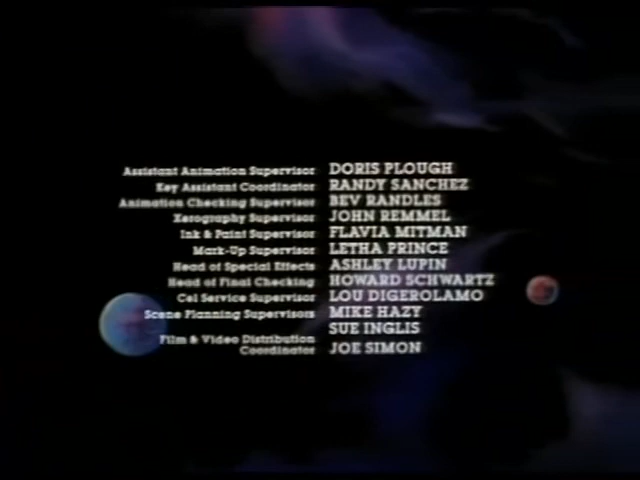 Assistant Animation Supervisor DORIS PLOUGH
Key Assistant Coordinator RANDY SANCHEZ
Animation Checking Supervisor BEV RANDLES
Xerography Supervisor JOHN REMMEL
Ink & Paint Supervisor FLAVIA MITMAN
Mark-Up Supervisor LETHA PRINCE
Head of Special Effects ASHLEY LUPIN
Head of Final Checking HOWARD SCHWARTZ
Cel Service Supervisor LOU DIGEROLAMO
Scene Planning Supervisors MIKE HAZY
SUE INGLIS
Film & Video Distribution
Coordinator JOE SIMON